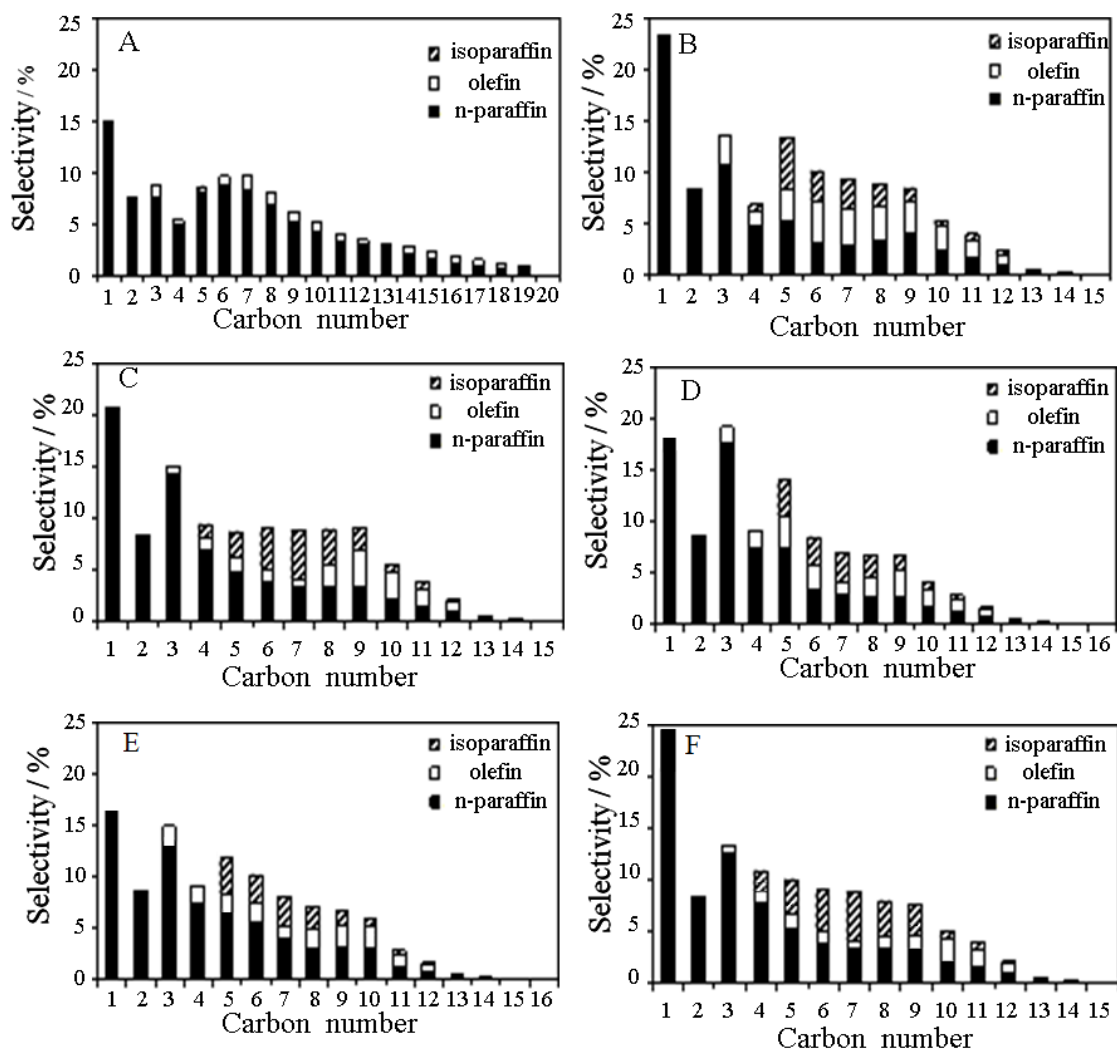 A
25
20
15
10
5
0
Selectivity / %
isoparaffin
olefin
n-paraffin
1 2 3 4 5 6 7 8 9 10 11 12 13 14 15 16 17 18 19 20
Carbon number
B
25
20
15
10
5
0
Selectivity / %
isoparaffin
olefin
n-paraffin
1 2 3 4 5 6 7 8 9 10 11 12 13 14 15
Carbon number
C
25
20
15
10
5
0
Selectivity / %
isoparaffin
olefin
n-paraffin
1 2 3 4 5 6 7 8 9 10 11 12 13 14 15
Carbon number
D
25
20
15
10
5
0
Selectivity / %
isoparaffin
olefin
n-paraffin
1 2 3 4 5 6 7 8 9 10 11 12 13 14 15 16
Carbon number
E
25
20
15
10
5
0
Selectivity / %
isoparaffin
olefin
n-paraffin
1 2 3 4 5 6 7 8 9 10 11 12 13 14 15 16
Carbon number
F
25
20
15
10
5
0
Selectivity / %
isoparaffin
olefin
n-paraffin
1 2 3 4 5 6 7 8 9 10 11 12 13 14 15
Carbon number